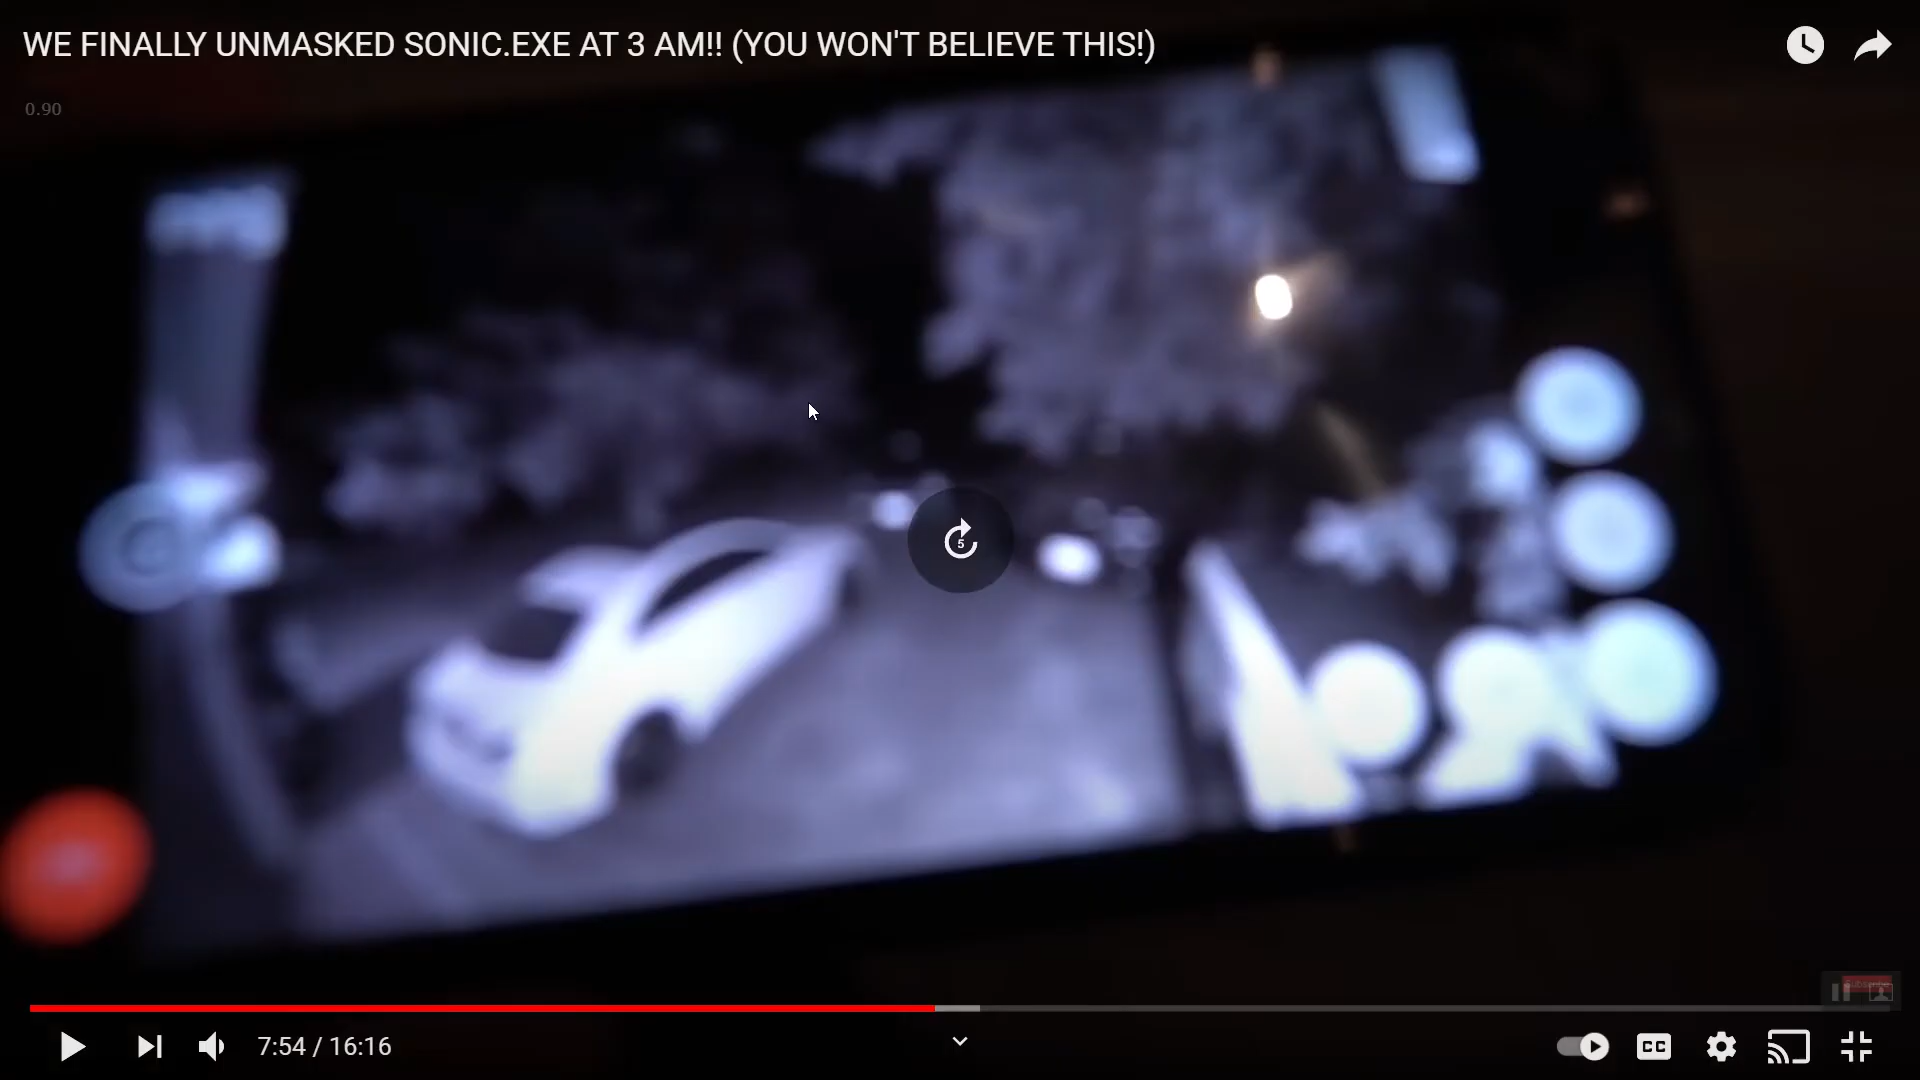 WE FINALLY UNMASKED SONIC.EXE AT 3 AM!! (YOU WON'T BELIEVE THIS!)
0.90
5
7:54 / 16:16
CC